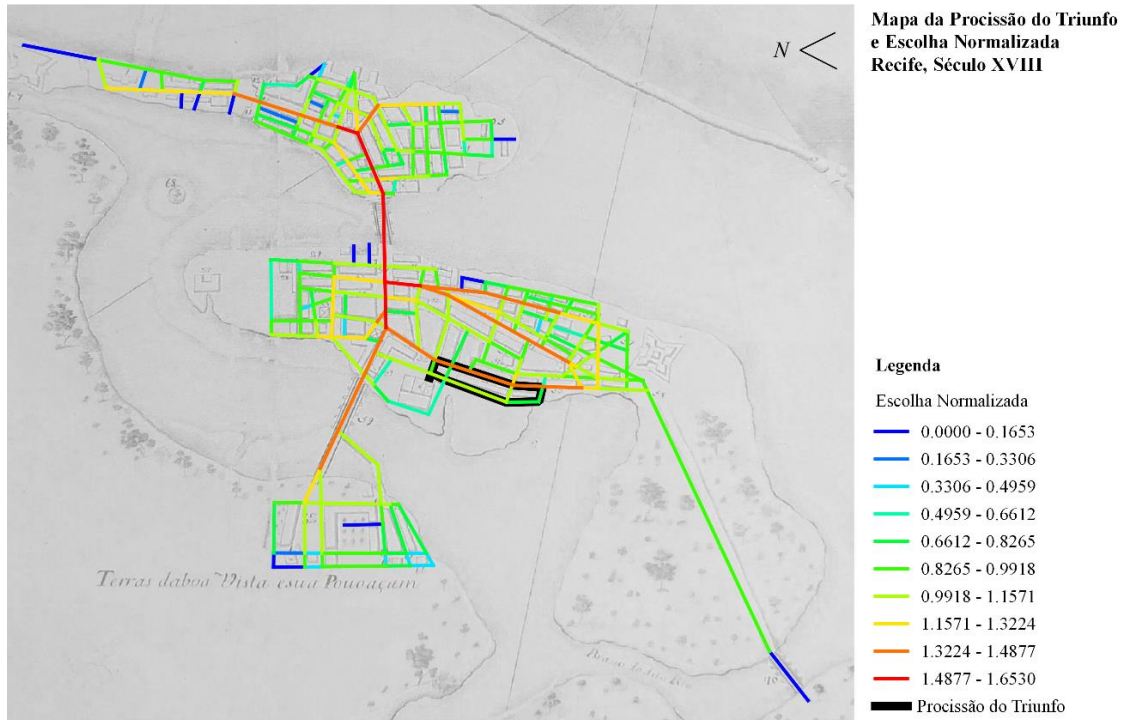 Mapa da Procissão do Triunfo
e Escolha Normalizada
Recife, Século XVIII
N
Legenda
Escolha Normalizada
0.0000 - 0.1653
0.1653 - 0.3306
0.3306 - 0.4959
0.4959 - 0.6612
0.6612 - 0.8265
0.8265 - 0.9918
0.9918 - 1.1571
1.1571 - 1.3224
1.3224 - 1.4877
1.4877 - 1.6530
Procissão do Triunfo
Terras daboa Vista esua Pouoaçam